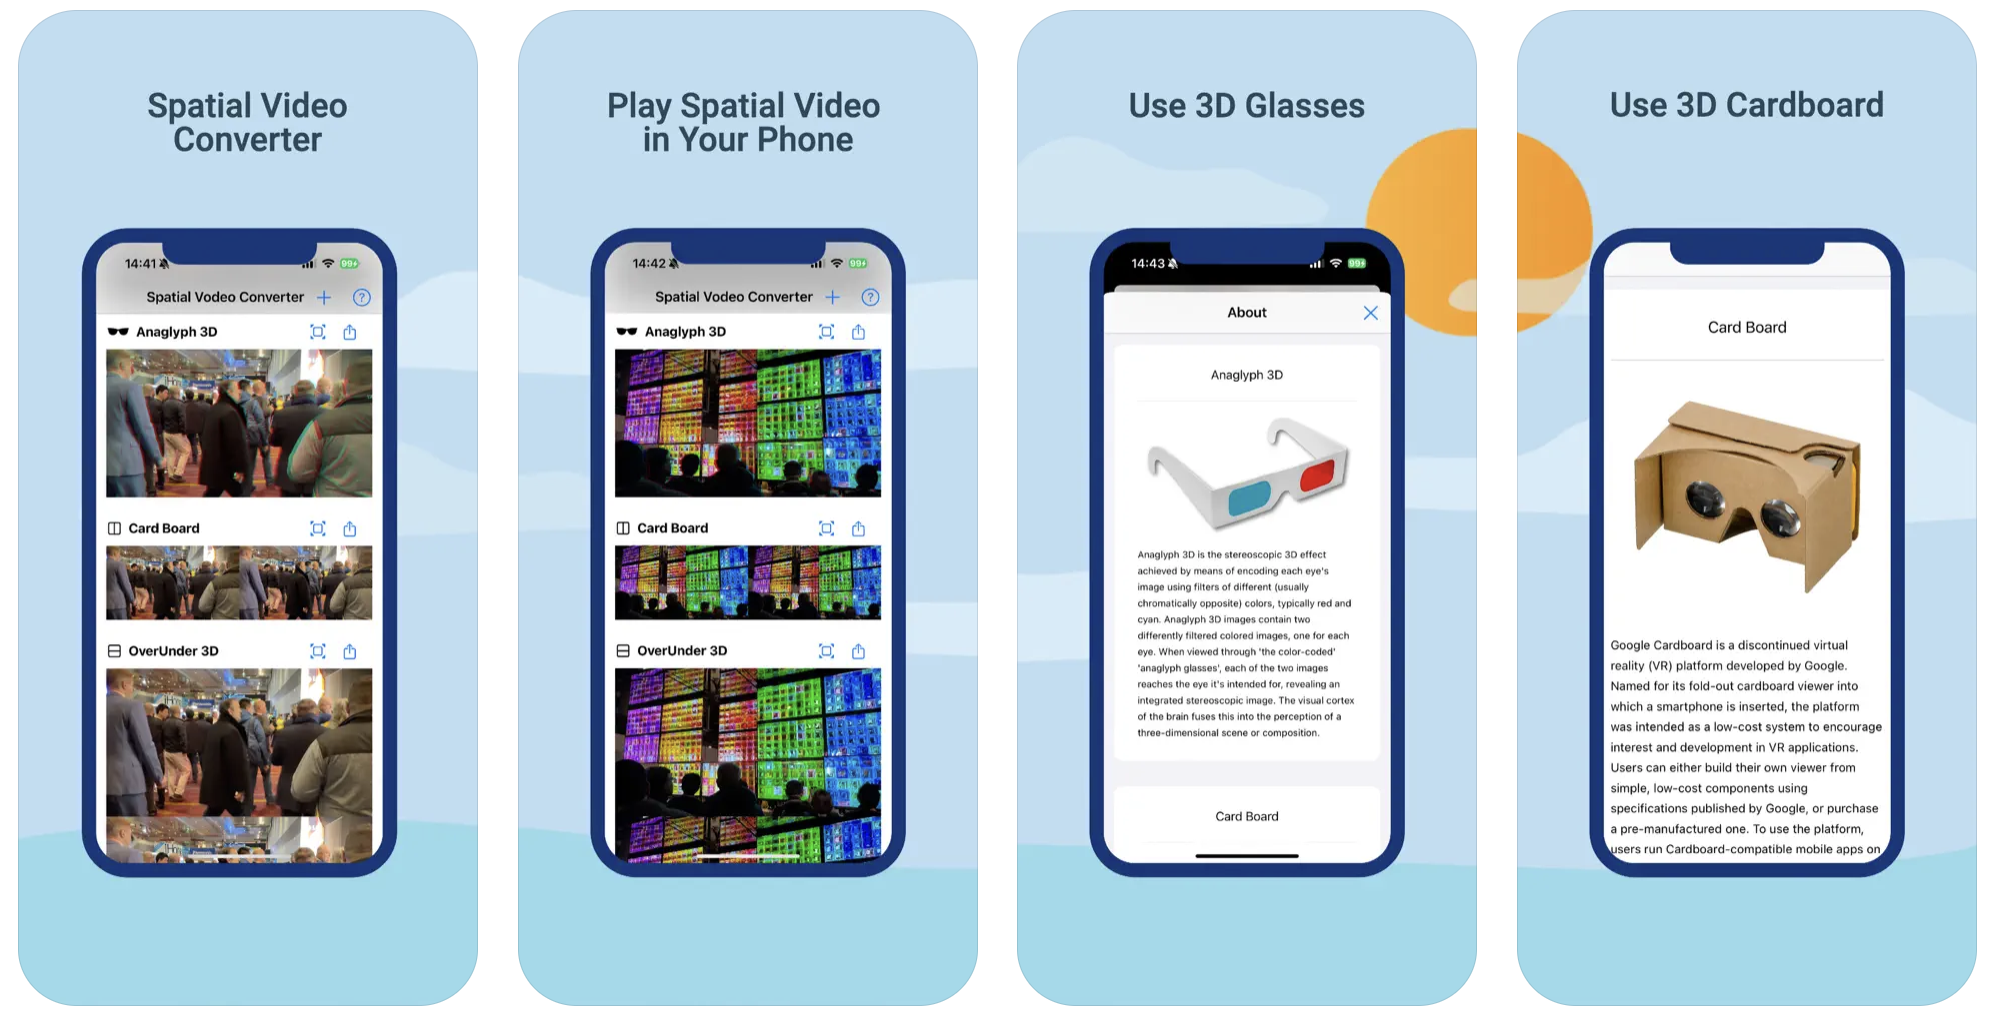 Spatial Video
Converter
14:41
99
Spatial Vodeo Converter
Anaglyph 3D
Card Board
OverUnder 3D
Play Spatial Video
in Your Phone
14:42
99
Spatial Vodeo Converter
Anaglyph 3D
Card Board
OverUnder 3D
Use 3D Glasses
14:43
99
About
Anaglyph 3D
Anaglyph 3D is the stereoscopic 3D effect
achieved by means of encoding each eye's
image using filters of different (usually
chromatically opposite) colors, typically red and
cyan. Anaglyph 3D images contain two
differently filtered colored images, one for each
eye. When viewed through 'the color-coded'
'anaglyph glasses', each of the two images
reaches the eye it's intended for, revealing an
integrated stereoscopic image. The visual cortex
of the brain fuses this into the perception of a
three-dimensional scene or composition.
Card Board
Use 3D Cardboard
Card Board
Google Cardboard is a discontinued virtual
reality (VR) platform developed by Google.
Named for its fold-out cardboard viewer into
which a smartphone is inserted, the platform
was intended as a low-cost system to encourage
interest and development in VR applications.
Users can either build their own viewer from
simple, low-cost components using
specifications published by Google, or purchase
a pre-manufactured one. To use the platform,
users run Cardboard-compatible mobile apps on